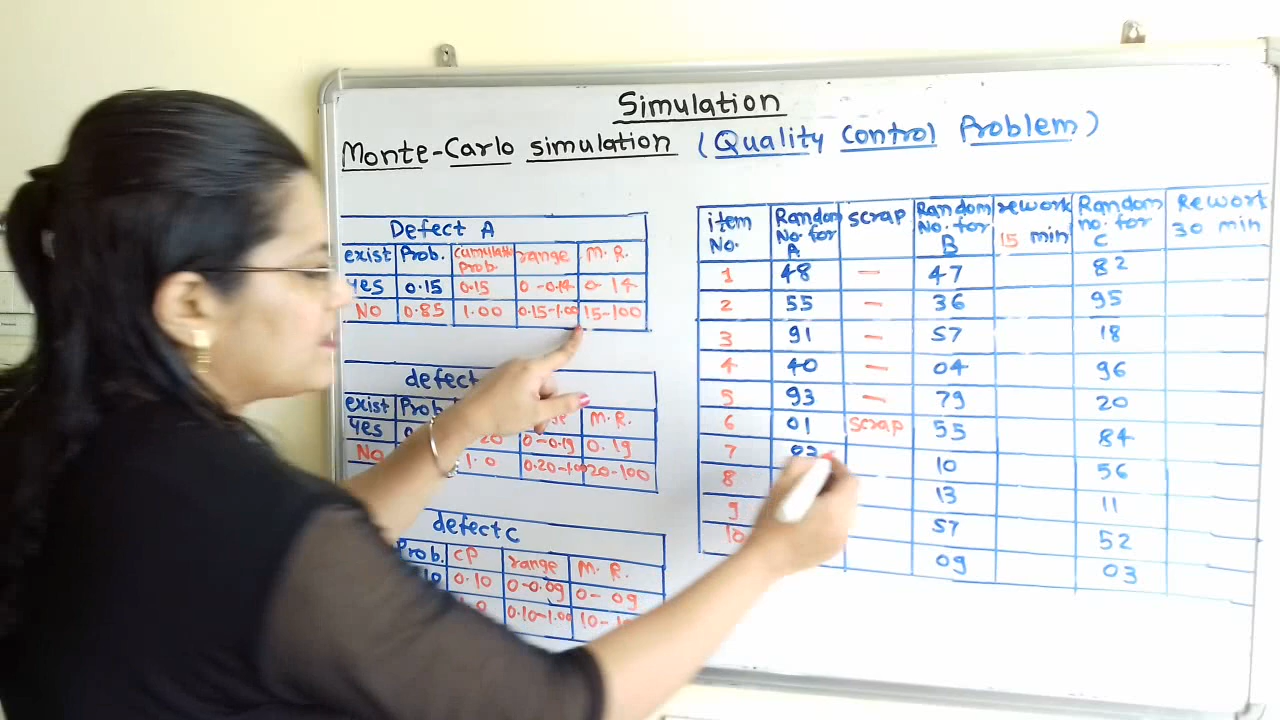 Simulation
Monte-Carlo simulation (Quality Control Problem)
Defect A
exist Prob. cumulative Prob. range M. R.
yes 0.15 0.15 0-0.14 0-14
No 0.85 1.00 0.15-1.00 15-100
defect
exist Prob M. R.
yes 0-0.19 0.19
No 1.0 0.20-1.00 20-100
defect C
Prob. CP range M. R.
0.10 0-0.09 0-09
0.10-1.00
item No. Random No. for A scrap Random No. for B rework 15 min Random no. for C Rework 30 min
1 48 - 47 82
2 55 - 36 95
3 91 - 57 18
4 40 - 04 96
5 93 - 79 20
6 01 scrap 55 84
7 10 56
8 13 11
9 57 52
10 09 03